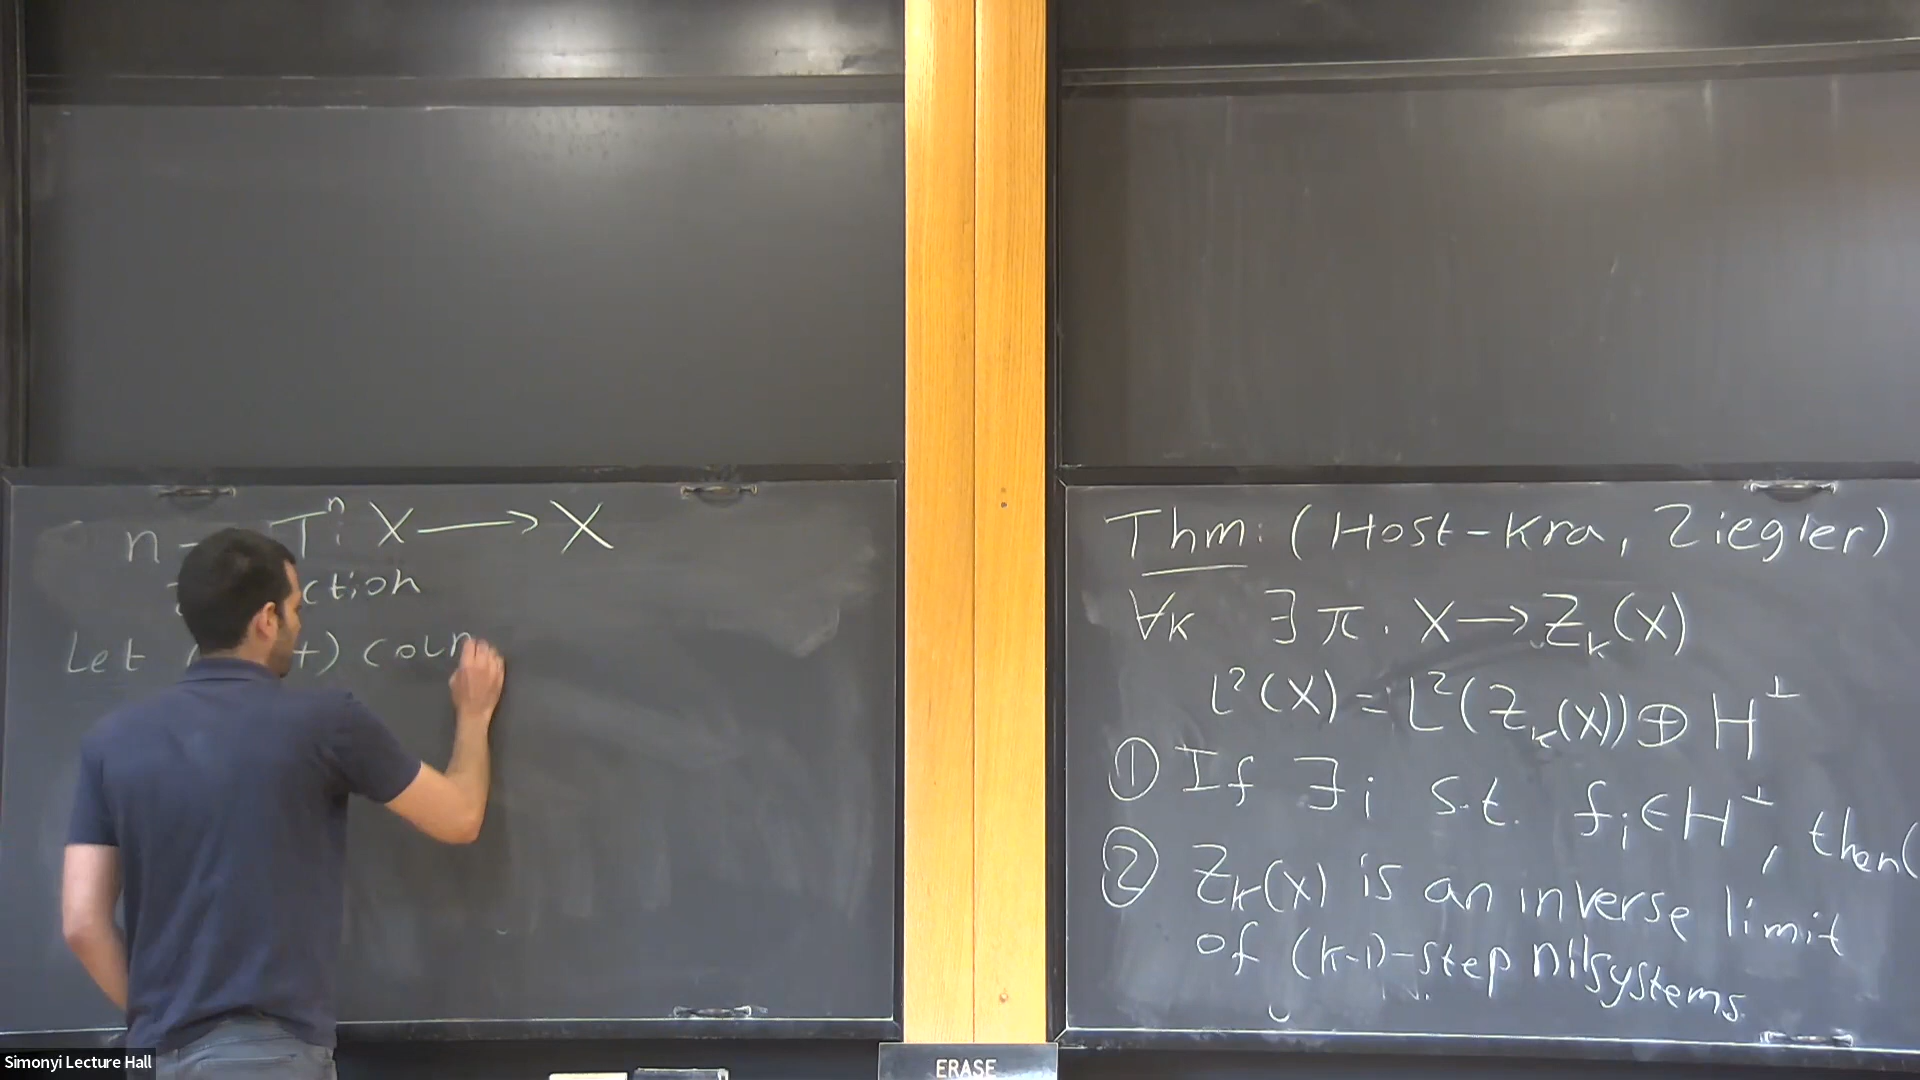 n T_i^n X → X
ction
Let +) coun
Thm: (Host-Kra, Ziegler)
∀k ∃ π. X → Z_k(X)
L²(X) = L²(Z_k(X)) ⊕ H^⊥
① If ∃i s.t. f_i ∈ H^⊥, then(
② Z_k(X) is an inverse limit
of (k-1)-step nilsystems.
ERASE
Simonyi Lecture Hall